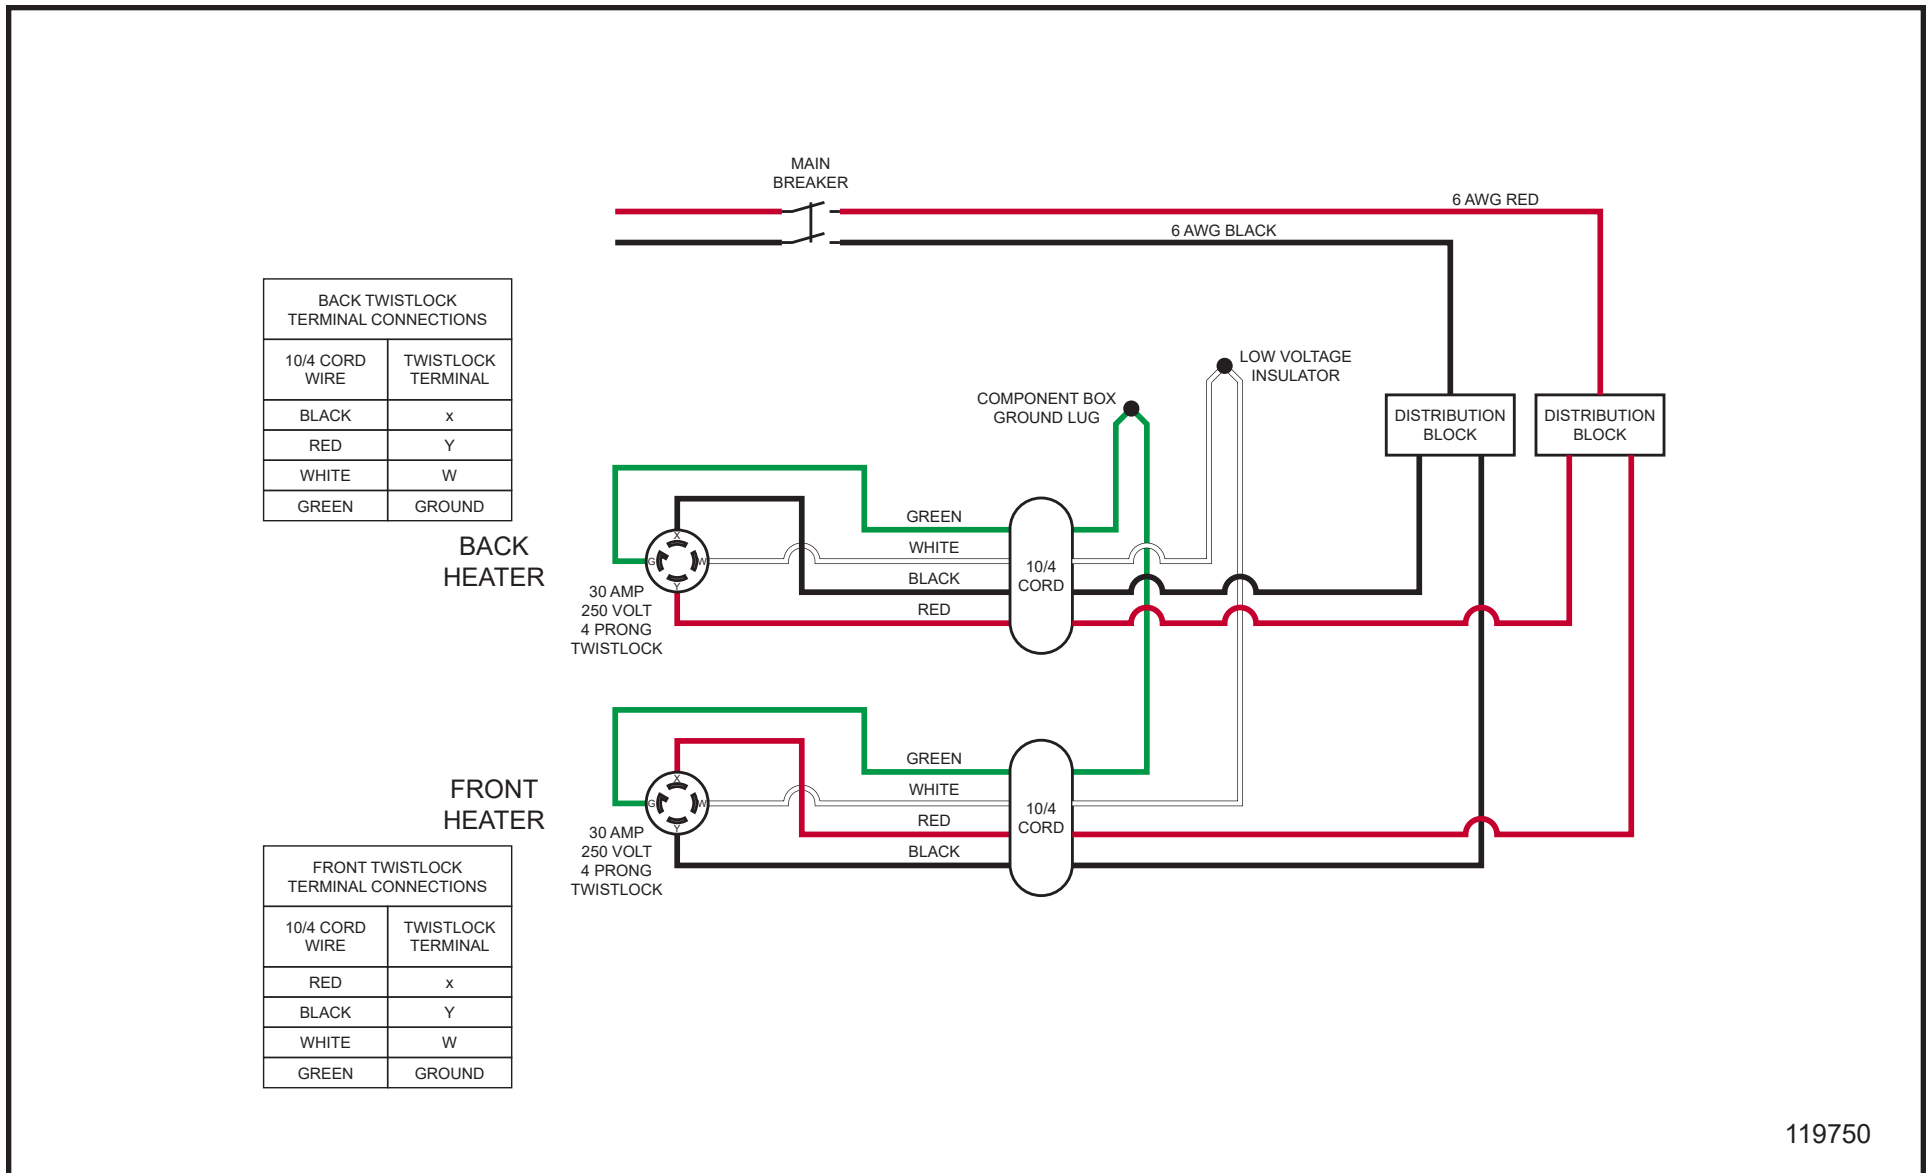 MAIN
BREAKER
6 AWG RED
6 AWG BLACK
BACK TWISTLOCK
TERMINAL CONNECTIONS
10/4 CORD
WIRE
TWISTLOCK
TERMINAL
BLACK
x
RED
Y
WHITE
W
GREEN
GROUND
LOW VOLTAGE
INSULATOR
COMPONENT BOX
GROUND LUG
DISTRIBUTION
BLOCK
DISTRIBUTION
BLOCK
BACK
HEATER
X
G
W
Y
30 AMP
250 VOLT
4 PRONG
TWISTLOCK
GREEN
WHITE
BLACK
RED
10/4
CORD
FRONT
HEATER
X
G
W
Y
30 AMP
250 VOLT
4 PRONG
TWISTLOCK
GREEN
WHITE
RED
BLACK
10/4
CORD
FRONT TWISTLOCK
TERMINAL CONNECTIONS
10/4 CORD
WIRE
TWISTLOCK
TERMINAL
RED
x
BLACK
Y
WHITE
W
GREEN
GROUND
119750